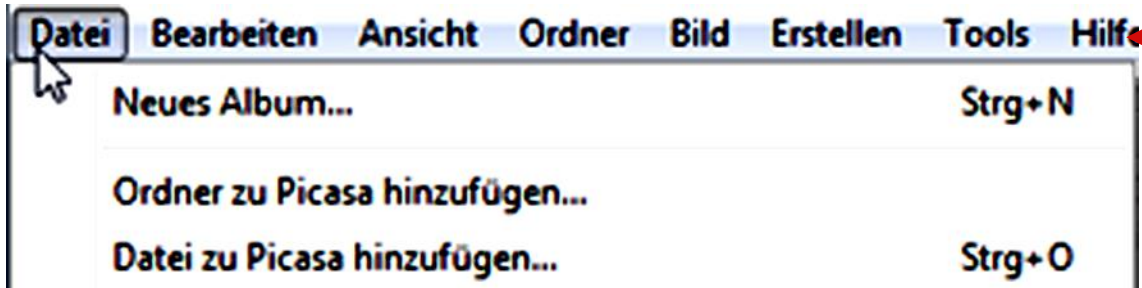 Datei Bearbeiten Ansicht Ordner Bild Erstellen Tools Hilf
Neues Album... Strg+N
Ordner zu Picasa hinzufügen...
Datei zu Picasa hinzufügen... Strg+O